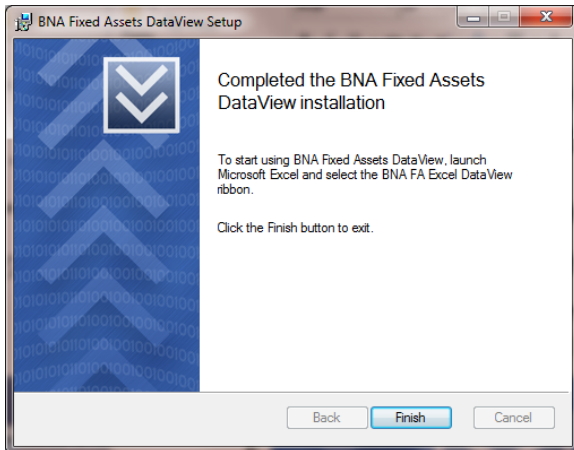 BNA Fixed Assets DataView Setup
Completed the BNA Fixed Assets
DataView installation
To start using BNA Fixed Assets DataView, launch
Microsoft Excel and select the BNA FA Excel DataView
ribbon.
Click the Finish button to exit.
Back Finish Cancel